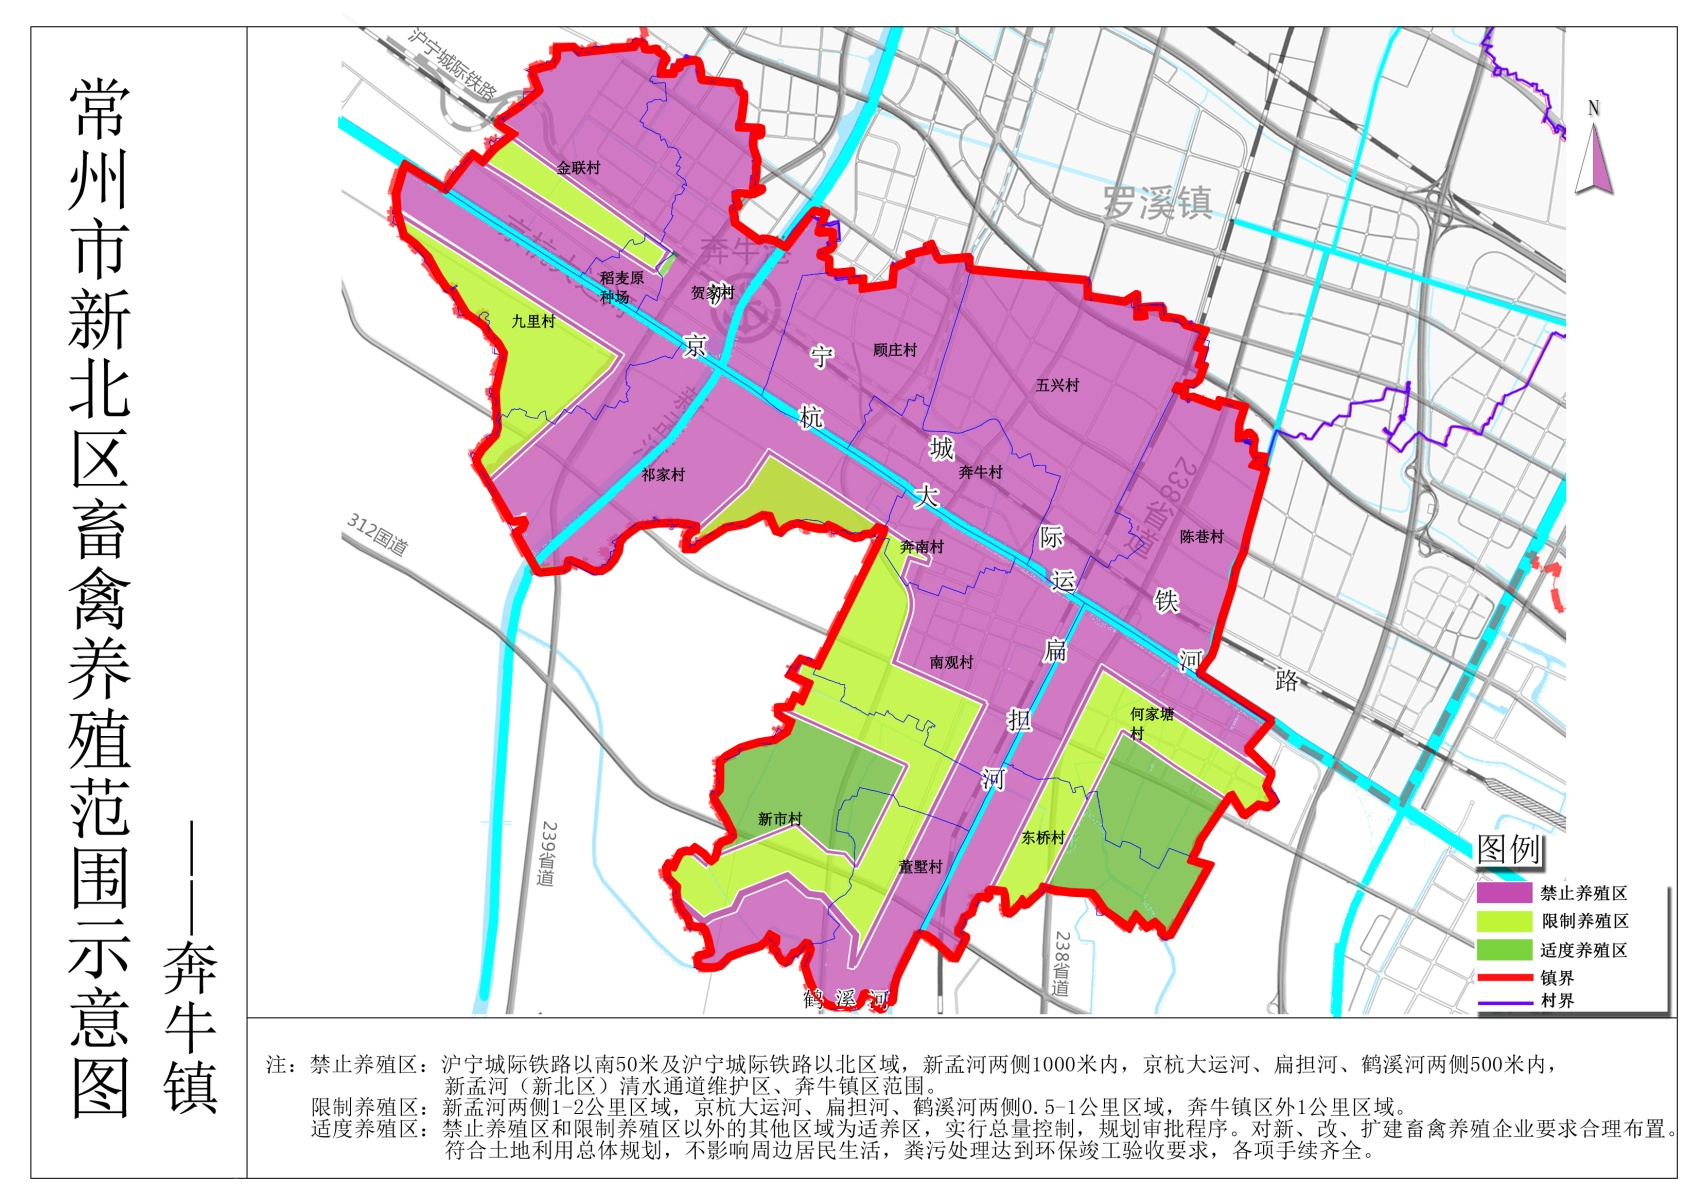 常州市新北区畜禽养殖范围示意图
——奔牛镇
沪宁城际铁路
金联村
罗溪镇
N
京杭大运河
奔牛港
稻麦原
种场
贺家村
沪
九里村
京
宁
顾庄村
五兴村
杭
城
奔牛村
祁家村
大
238省道
312国道
际
陈巷村
奔南村
运
铁
扁
南观村
河
路
担
何家塘
村
河
新市村
东桥村
239省道
董墅村
238省道
鹤溪河
图例
禁止养殖区
限制养殖区
适度养殖区
镇界
村界
注：禁止养殖区：沪宁城际铁路以南50米及沪宁城际铁路以北区域，新孟河两侧1000米内，京杭大运河、扁担河、鹤溪河两侧500米内，
新孟河（新北区）清水通道维护区、奔牛镇区范围。
限制养殖区：新孟河两侧1-2公里区域，京杭大运河、扁担河、鹤溪河两侧0.5-1公里区域，奔牛镇区外1公里区域。
适度养殖区：禁止养殖区和限制养殖区以外的其他区域为适养区，实行总量控制，规划审批程序。对新、改、扩建畜禽养殖企业要求合理布置。
符合土地利用总体规划，不影响周边居民生活，粪污处理达到环保竣工验收要求，各项手续齐全。